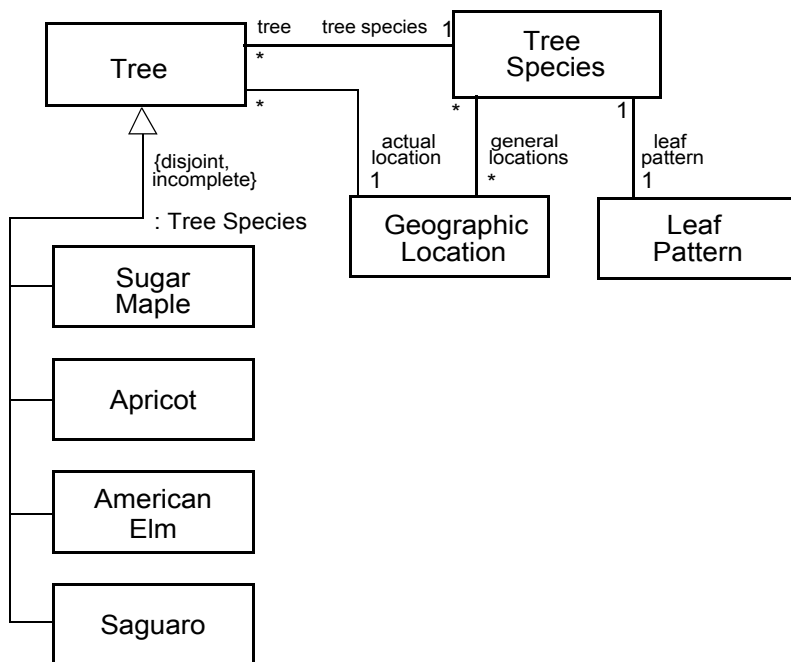 tree
tree species
1
Tree
Species
Tree
*
*
*
1
actual
location
general
locations
leaf
pattern
{disjoint,
incomplete}
1
*
1
: Tree Species
Geographic
Location
Leaf
Pattern
Sugar
Maple
Apricot
American
Elm
Saguaro